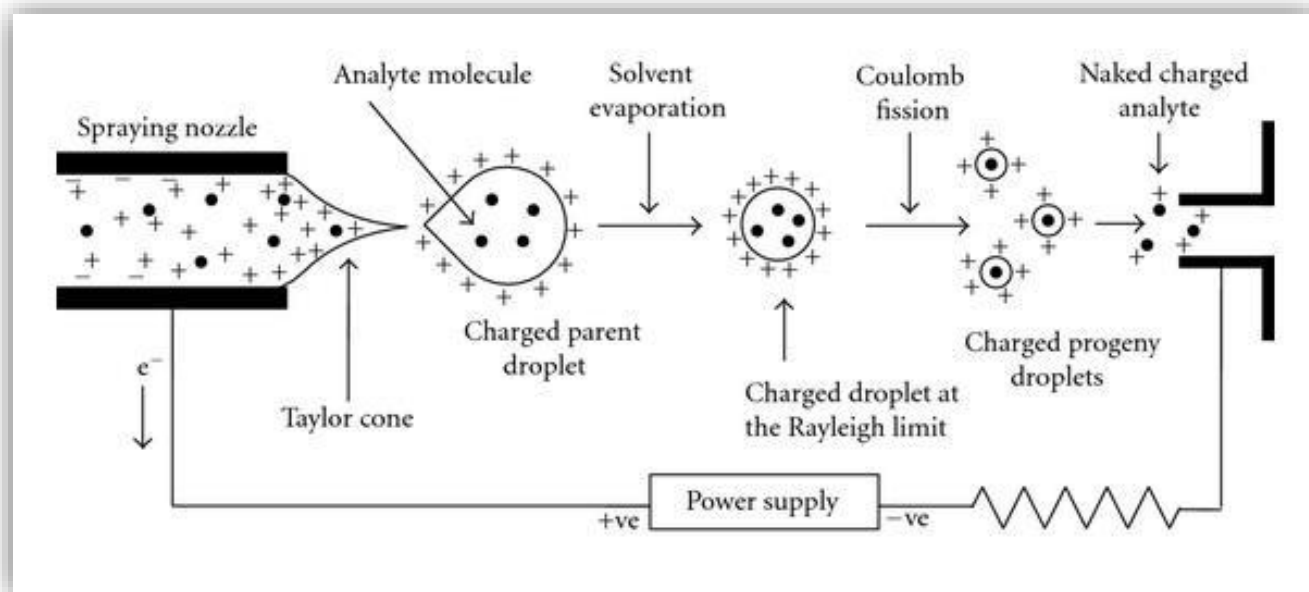 Analyte molecule
Solvent
evaporation
Coulomb
fission
Naked charged
analyte
Spraying nozzle
Charged parent
droplet
Charged progeny
droplets
e⁻
Taylor cone
Charged droplet at
the Rayleigh limit
+ve
Power supply
−ve